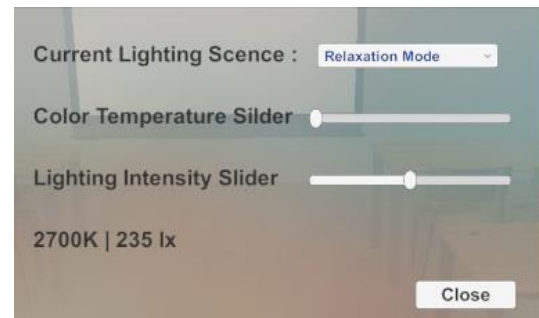 Current Lighting Scence : Relaxation Mode
Color Temperature Silder
Lighting Intensity Slider
2700K | 235 lx
Close